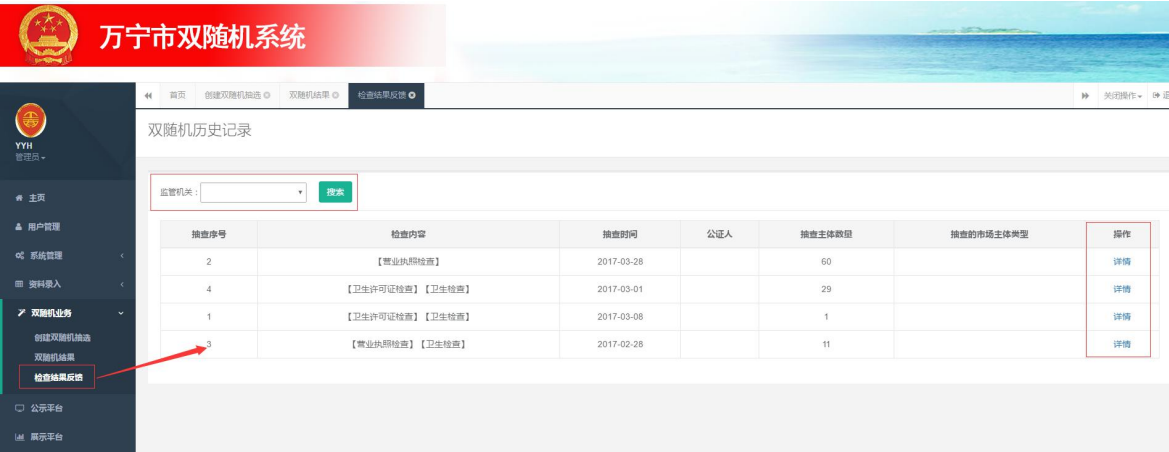 万宁市双随机系统
首页 创建双随机抽选 双随机结果 检查结果反馈 关闭操作
YYH
管理员
双随机历史记录
监管机关： 搜索
主页
用户管理
系统管理
资料录入
双随机业务
创建双随机抽选
双随机结果
检查结果反馈
公示平台
展示平台
抽查序号 检查内容 抽查时间 公证人 抽查主体数量 抽查的市场主体类型 操作
2 【营业执照检查】 2017-03-28 60 详情
4 【卫生许可证检查】【卫生检查】 2017-03-01 29 详情
1 【卫生许可证检查】【卫生检查】 2017-03-08 1 详情
3 【营业执照检查】【卫生检查】 2017-02-28 11 详情